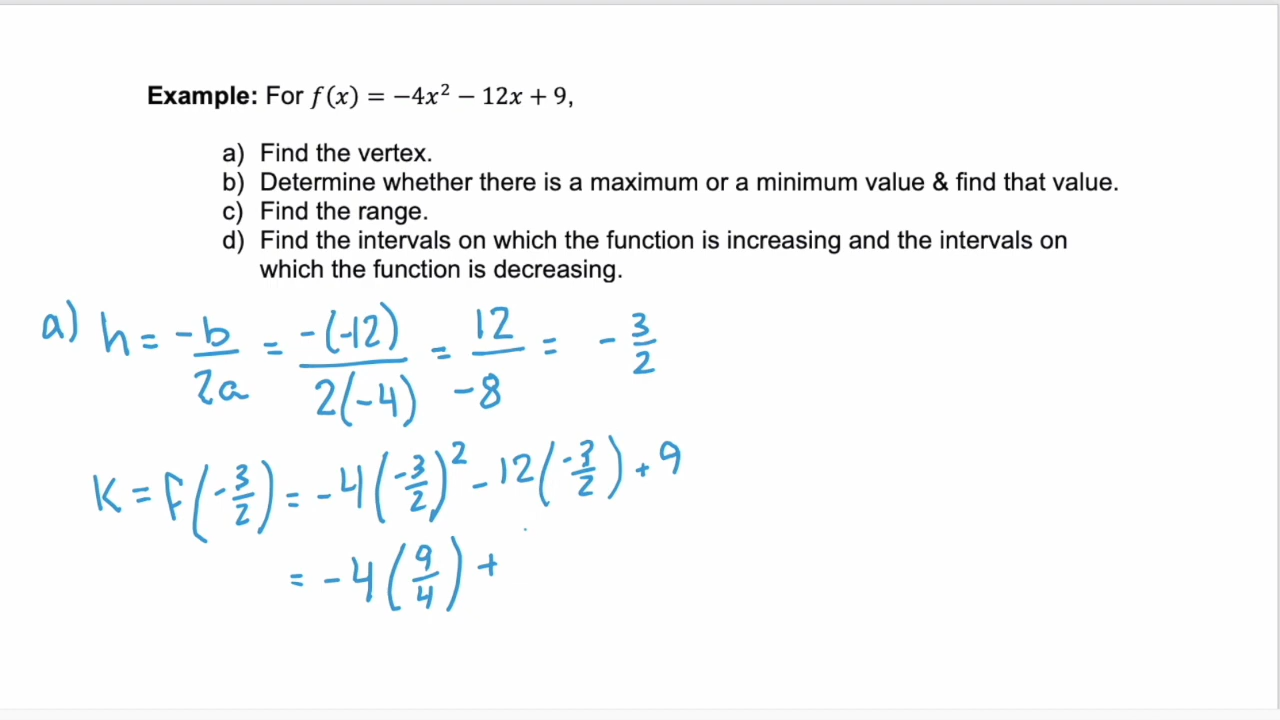 Example: For f(x) = −4x² − 12x + 9,
a) Find the vertex.
b) Determine whether there is a maximum or a minimum value & find that value.
c) Find the range.
d) Find the intervals on which the function is increasing and the intervals on
which the function is decreasing.
a) h = -b/2a = -(-12)/2(-4) = 12/-8 = -3/2
K = f(-3/2) = -4(-3/2)² - 12(-3/2) + 9
= -4(9/4) +